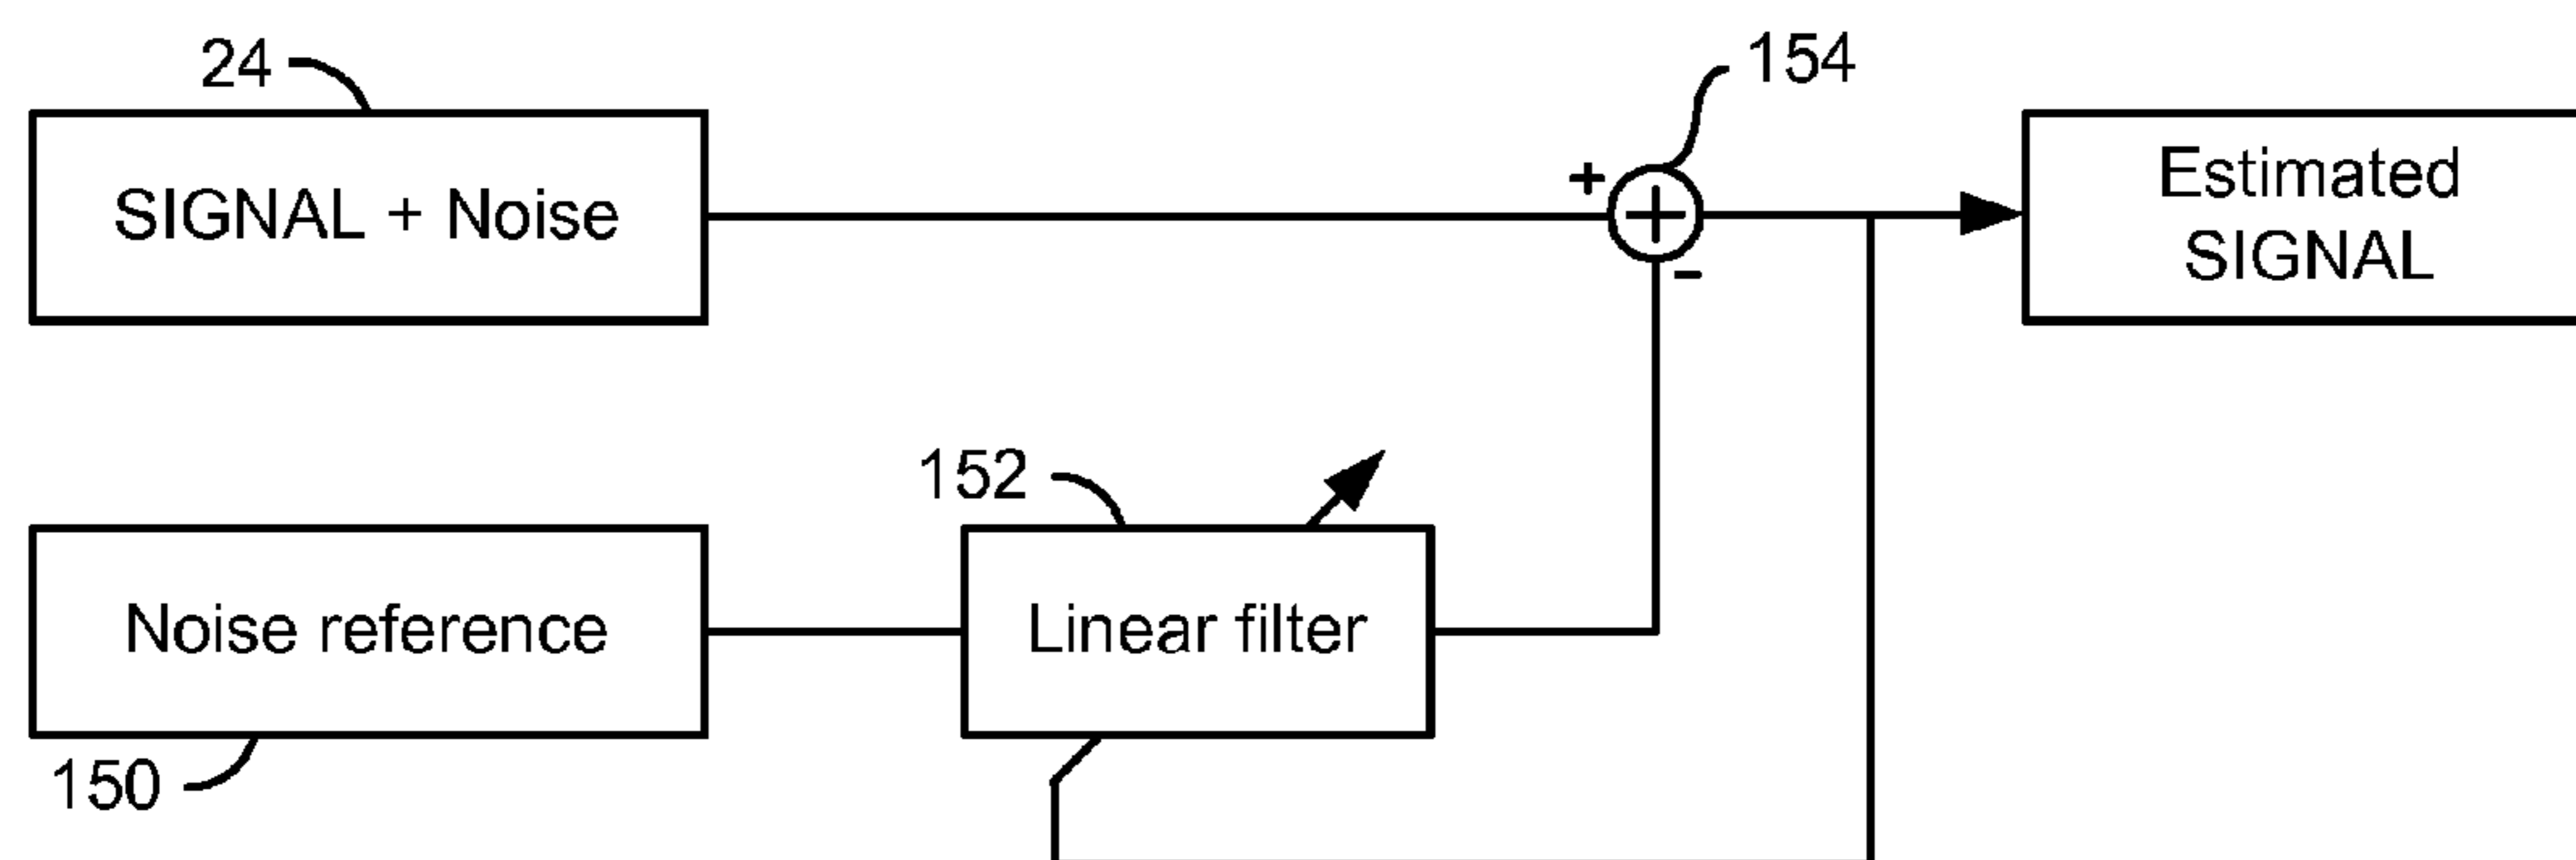 24
154
SIGNAL + Noise
+
+
-
Estimated
SIGNAL
152
Noise reference
Linear filter
150